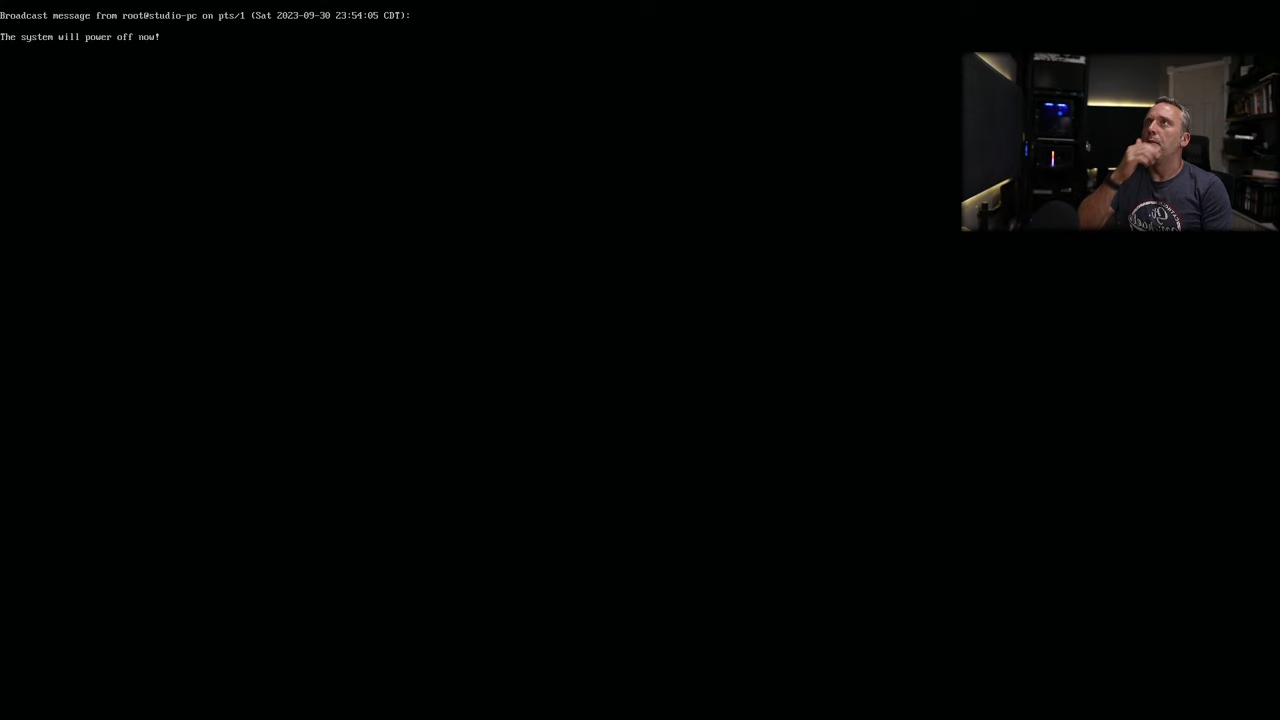 Broadcast message from root@studio-pc on pts/1 (Sat 2023-09-30 23:54:05 CDT):
The system will power off now!